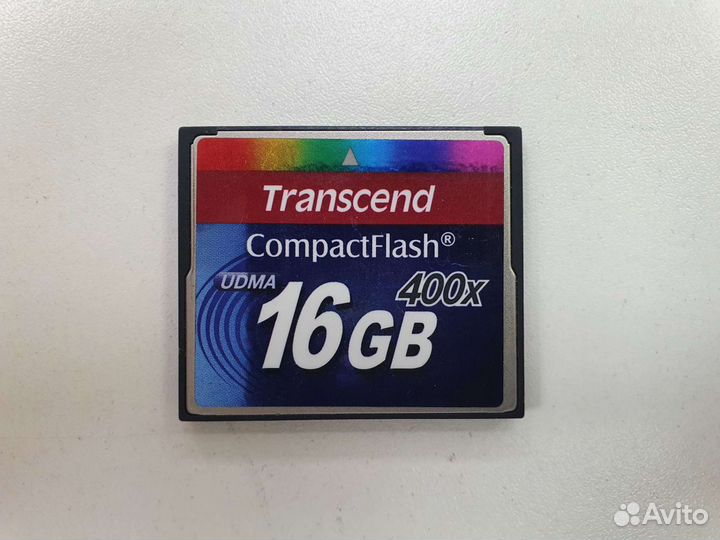 Transcend
CompactFlash®
UDMA 400x
16GB
Avito